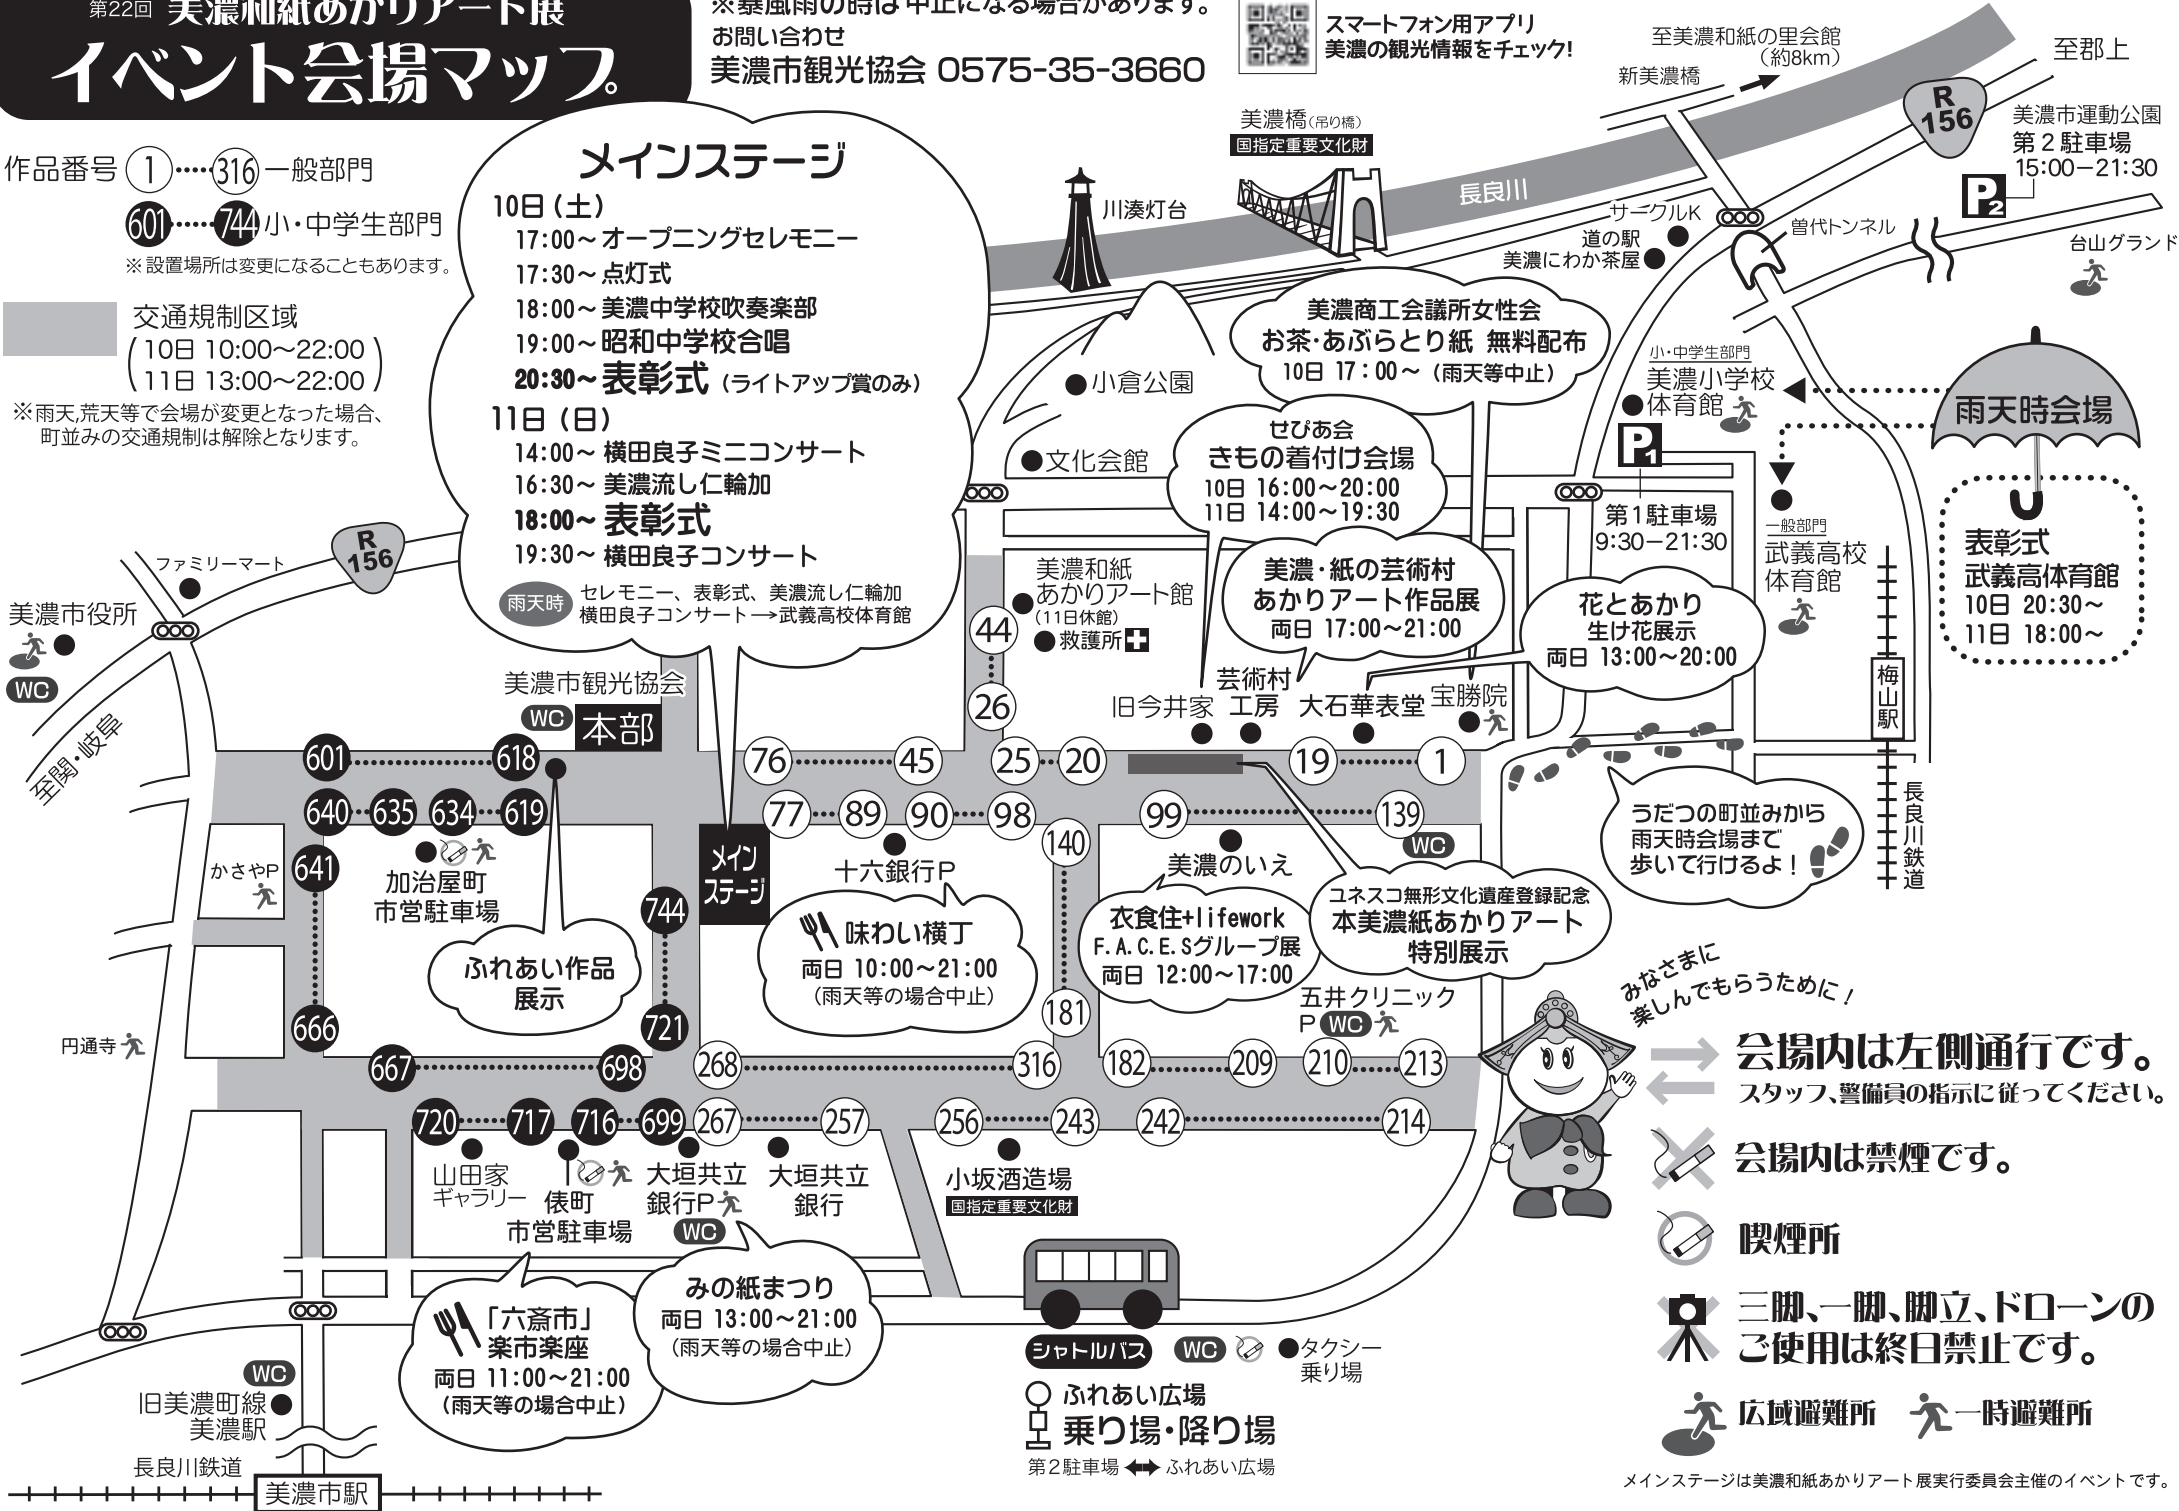 第22回 美濃和紙あかりアート展
イベント会場マップ
※暴風雨の時は中止になる場合があります。
お問い合わせ
美濃市観光協会 0575-35-3660
スマートフォン用アプリ
美濃の観光情報をチェック!
作品番号 1……316 一般部門
601……744 小・中学生部門
※設置場所は変更になることもあります。
交通規制区域
(10日 10:00～22:00
11日 13:00～22:00)
※雨天,荒天等で会場が変更となった場合、
町並みの交通規制は解除となります。
メインステージ
10日(土)
17:00～オープニングセレモニー
17:30～点灯式
18:00～美濃中学校吹奏楽部
19:00～昭和中学校合唱
20:30～表彰式(ライトアップ賞のみ)
11日(日)
14:00～横田良子ミニコンサート
16:30～美濃流し仁輪加
18:00～表彰式
19:30～横田良子コンサート
雨天時
セレモニー、表彰式、美濃流し仁輪加
横田良子コンサート→武義高校体育館
美濃橋(吊り橋)
国指定重要文化財
川湊灯台
長良川
至美濃和紙の里会館
(約8km)
新美濃橋
至郡上
R
156
美濃市運動公園
第2駐車場
15:00－21:30
P2
サークルK
道の駅
美濃にわか茶屋
曽代トンネル
台山グランド
小倉公園
文化会館
美濃商工会議所女性会
お茶・あぶらとり紙 無料配布
10日 17:00～(雨天等中止)
せぴあ会
きもの着付け会場
10日 16:00～20:00
11日 14:00～19:30
美濃・紙の芸術村
あかりアート作品展
両日 17:00～21:00
花とあかり
生け花展示
両日 13:00～20:00
小・中学生部門
美濃小学校
体育館
P1
第1駐車場
9:30－21:30
一般部門
武義高校
体育館
雨天時会場
表彰式
武義高体育館
10日 20:30～
11日 18:00～
梅山駅
長良川鉄道
ファミリーマート
R
156
美濃市役所
WC
至関・岐阜
美濃市観光協会
WC
本部
美濃和紙
あかりアート館
(11日休館)
救護所
44
26
旧今井家
芸術村
工房
大石華表堂
宝勝院
601……618
76……45
25…20
19……1
640…635
634…619
77…89
90…98
99……139
WC
140
181
641
666
744
721
かさやP
加治屋町
市営駐車場
メイン
ステージ
十六銀行P
美濃のいえ
ふれあい作品
展示
味わい横丁
両日 10:00～21:00
(雨天等の場合中止)
衣食住+lifework
F.A.C.E.Sグループ展
両日 12:00～17:00
ユネスコ無形文化遺産登録記念
本美濃紙あかりアート
特別展示
うだつの町並みから
雨天時会場まで
歩いて行けるよ!
五井クリニック
P WC
円通寺
667……698
268……316
182…209
210…213
720…717
716…699
267…257
256…243
242……214
山田家
ギャラリー
俵町
市営駐車場
大垣共立
銀行P
WC
大垣共立
銀行
小坂酒造場
国指定重要文化財
「六斎市」
楽市楽座
両日 11:00～21:00
(雨天等の場合中止)
みの紙まつり
両日 13:00～21:00
(雨天等の場合中止)
シャトルバス
WC
タクシー
乗り場
ふれあい広場
乗り場・降り場
第2駐車場 ⬌ ふれあい広場
WC
旧美濃町線
美濃駅
長良川鉄道
美濃市駅
みなさまに
楽しんでもらうために!
会場内は左側通行です。
スタッフ、警備員の指示に従ってください。
会場内は禁煙です。
喫煙所
三脚、一脚、脚立、ドローンの
ご使用は終日禁止です。
広域避難所
一時避難所
メインステージは美濃和紙あかりアート展実行委員会主催のイベントです。